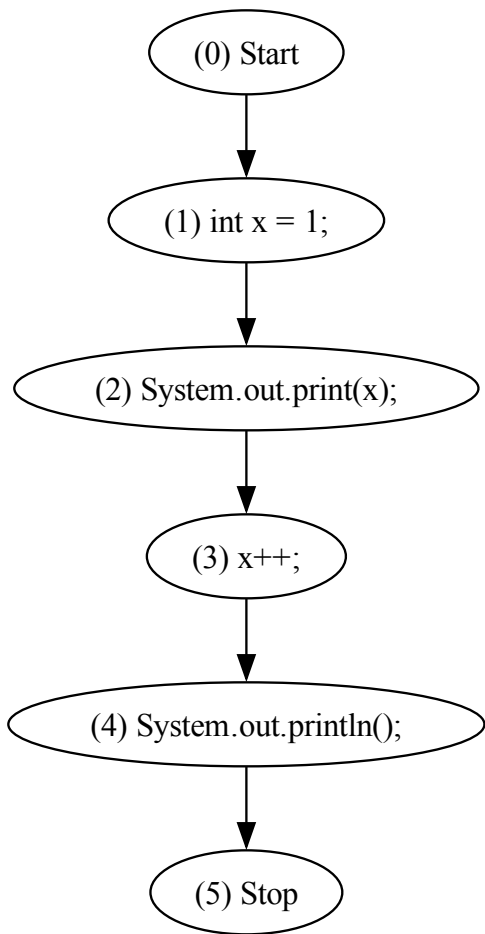 (0) Start
(1) int x = 1;
(2) System.out.print(x);
(3) x++;
(4) System.out.println();
(5) Stop